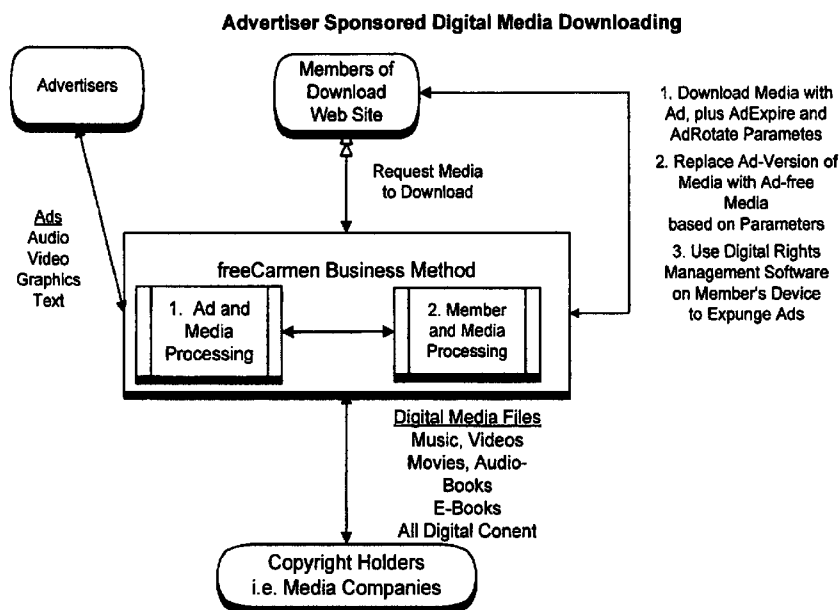 Advertiser Sponsored Digital Media Downloading
Advertisers
Members of
Download
Web Site
1. Download Media with
Ad, plus AdExpire and
AdRotate Parametes
2. Replace Ad-Version of
Media with Ad-free
Media
based on Parameters
3. Use Digital Rights
Management Software
on Member's Device
to Expunge Ads
Request Media
to Download
Ads
Audio
Video
Graphics
Text
freeCarmen Business Method
1. Ad and
Media
Processing
2. Member
and Media
Processing
Digital Media Files
Music, Videos
Movies, Audio-
Books
E-Books
All Digital Conent
Copyright Holders
i.e. Media Companies